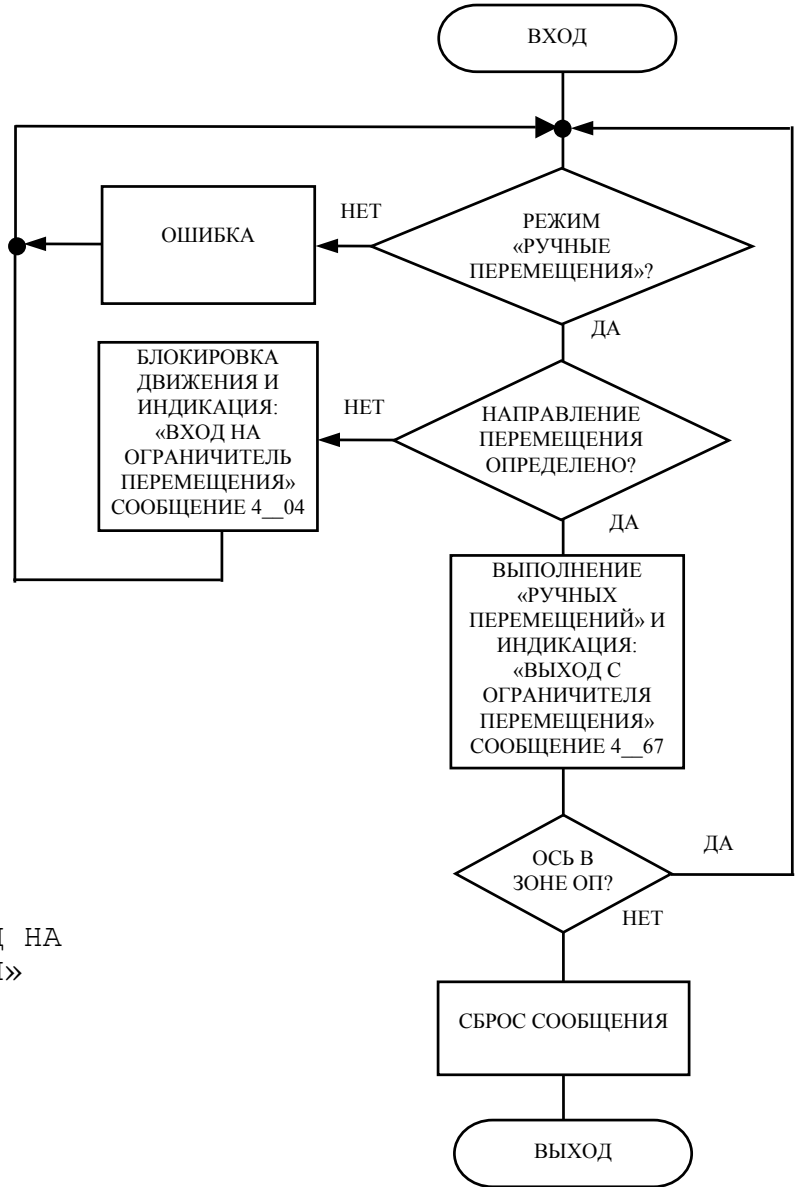 ВХОД
НЕТ
ОШИБКА
РЕЖИМ
«РУЧНЫЕ
ПЕРЕМЕЩЕНИЯ»?
ДА
БЛОКИРОВКА
ДВИЖЕНИЯ И
ИНДИКАЦИЯ:
«ВХОД НА
ОГРАНИЧИТЕЛЬ
ПЕРЕМЕЩЕНИЯ»
СООБЩЕНИЕ 4__04
НЕТ
НАПРАВЛЕНИЕ
ПЕРЕМЕЩЕНИЯ
ОПРЕДЕЛЕНО?
ДА
ВЫПОЛНЕНИЕ
«РУЧНЫХ
ПЕРЕМЕЩЕНИЙ» И
ИНДИКАЦИЯ:
«ВЫХОД С
ОГРАНИЧИТЕЛЯ
ПЕРЕМЕЩЕНИЯ»
СООБЩЕНИЕ 4__67
ОСЬ В
ЗОНЕ ОП?
ДА
НЕТ
НА
СБРОС СООБЩЕНИЯ
ВЫХОД